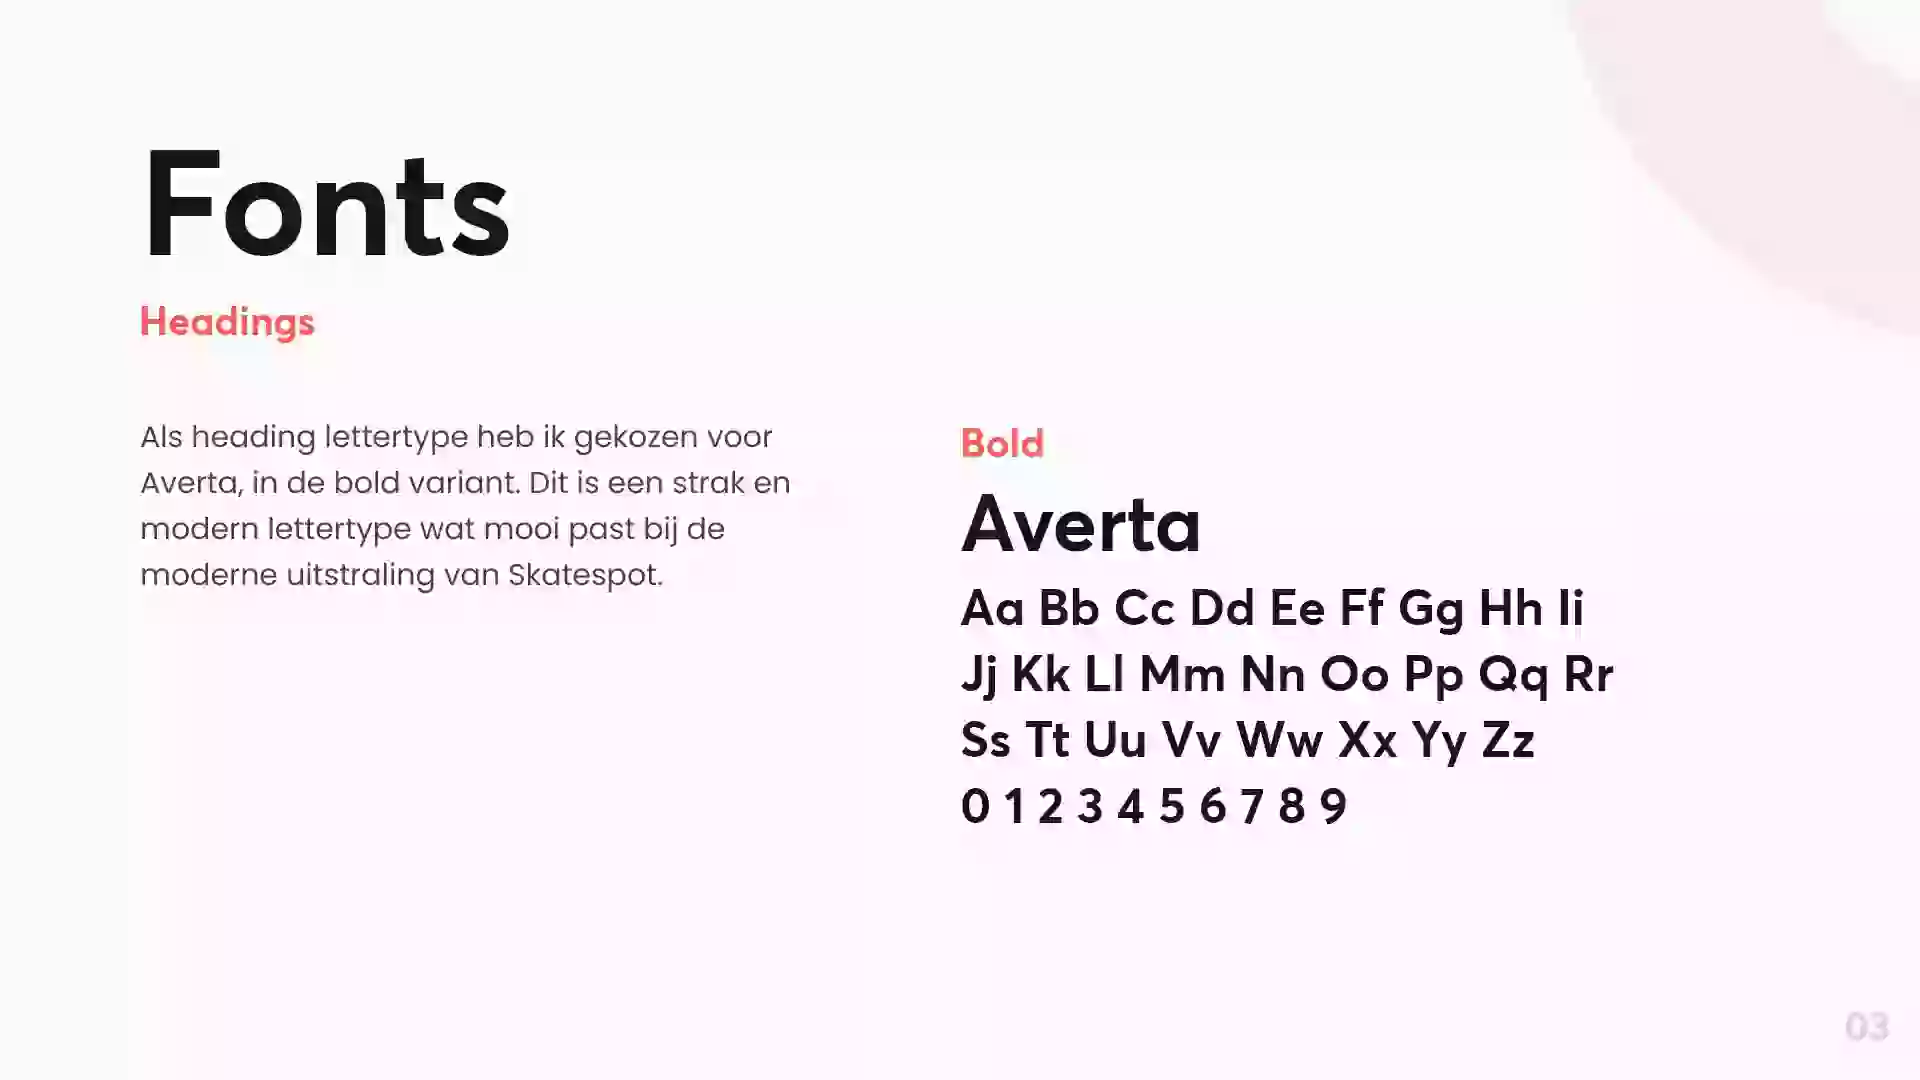 Fonts
Headings
Als heading lettertype heb ik gekozen voor
Averta, in de bold variant. Dit is een strak en
modern lettertype wat mooi past bij de
moderne uitstraling van Skatespot.
Bold
Averta
Aa Bb Cc Dd Ee Ff Gg Hh Ii
Jj Kk Ll Mm Nn Oo Pp Qq Rr
Ss Tt Uu Vv Ww Xx Yy Zz
0 1 2 3 4 5 6 7 8 9
03